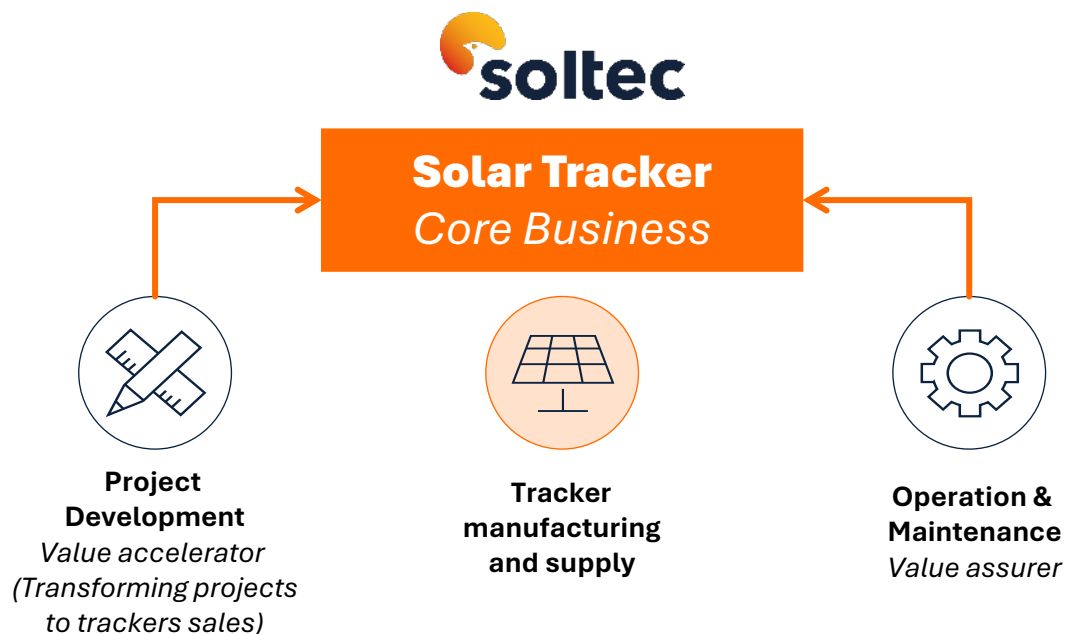 soltec
Solar Tracker
Core Business
Project
Development
Value accelerator
(Transforming projects
to trackers sales)
Tracker
manufacturing
and supply
Operation &
Maintenance
Value assurer